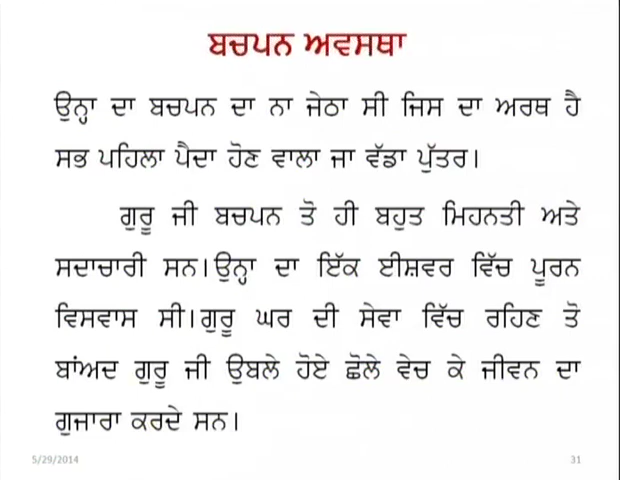 ਬਚਪਨ ਅਵਸਥਾ
ਉਨ੍ਹਾ ਦਾ ਬਚਪਨ ਦਾ ਨਾ ਜੇਠਾ ਸੀ ਜਿਸ ਦਾ ਅਰਥ ਹੈ
ਸਭ ਪਹਿਲਾ ਪੈਦਾ ਹੋਣ ਵਾਲਾ ਜਾ ਵੱਡਾ ਪੁੱਤਰ।
ਗੁਰੂ ਜੀ ਬਚਪਨ ਤੋ ਹੀ ਬਹੁਤ ਮਿਹਨਤੀ ਅਤੇ
ਸਦਾਚਾਰੀ ਸਨ।ਉਨ੍ਹਾ ਦਾ ਇੱਕ ਈਸ਼ਵਰ ਵਿੱਚ ਪੂਰਨ
ਵਿਸਵਾਸ ਸੀ।ਗੁਰੂ ਘਰ ਦੀ ਸੇਵਾ ਵਿੱਚ ਰਹਿਣ ਤੋ
ਬਾਂਅਦ ਗੁਰੂ ਜੀ ਉਬਲੇ ਹੋਏ ਛੋਲੇ ਵੇਚ ਕੇ ਜੀਵਨ ਦਾ
ਗੁਜਾਰਾ ਕਰਦੇ ਸਨ।
5/29/2014
31